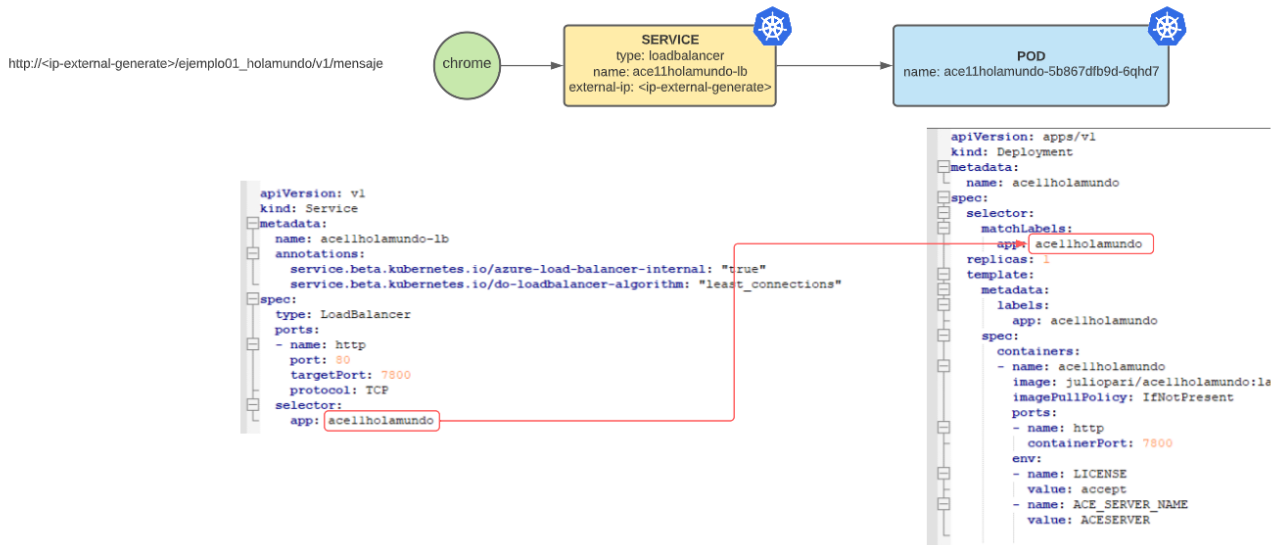 http://<ip-external-generate>/ejemplo01_holamundo/v1/mensaje
chrome
SERVICE
type: loadbalancer
name: ace11holamundo-lb
external-ip: <ip-external-generate>
POD
name: ace11holamundo-5b867dfb9d-6qhd7
apiVersion: v1
kind: Service
metadata:
name: ace11holamundo-lb
annotations:
service.beta.kubernetes.io/azure-load-balancer-internal: "true"
service.beta.kubernetes.io/do-loadbalancer-algorithm: "least_connections"
spec:
type: LoadBalancer
ports:
- name: http
port: 80
targetPort: 7800
protocol: TCP
selector:
app: ace11holamundo
apiVersion: apps/v1
kind: Deployment
metadata:
name: ace11holamundo
spec:
selector:
matchLabels:
app: ace11holamundo
replicas: 1
template:
metadata:
labels:
app: ace11holamundo
spec:
containers:
- name: ace11holamundo
image: juliopari/ace11holamundo:la
imagePullPolicy: IfNotPresent
ports:
- name: http
containerPort: 7800
env:
- name: LICENSE
value: accept
- name: ACE_SERVER_NAME
value: ACESERVER